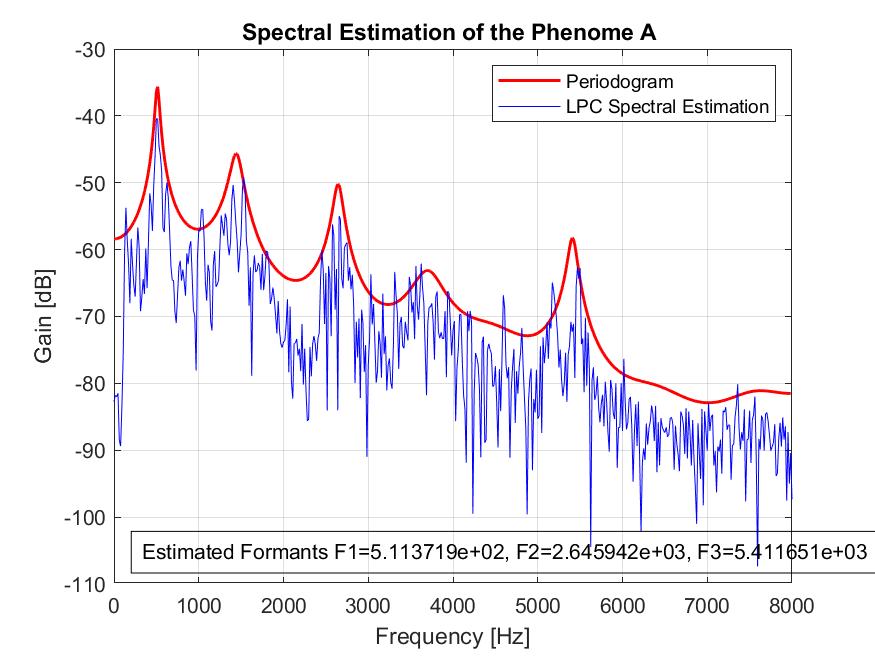 Spectral Estimation of the Phenome A
-30
-40
-50
-60
-70
-80
-90
-100
-110
Gain [dB]
Periodogram
LPC Spectral Estimation
Estimated Formants F1=5.113719e+02, F2=2.645942e+03, F3=5.411651e+03
0 1000 2000 3000 4000 5000 6000 7000 8000
Frequency [Hz]